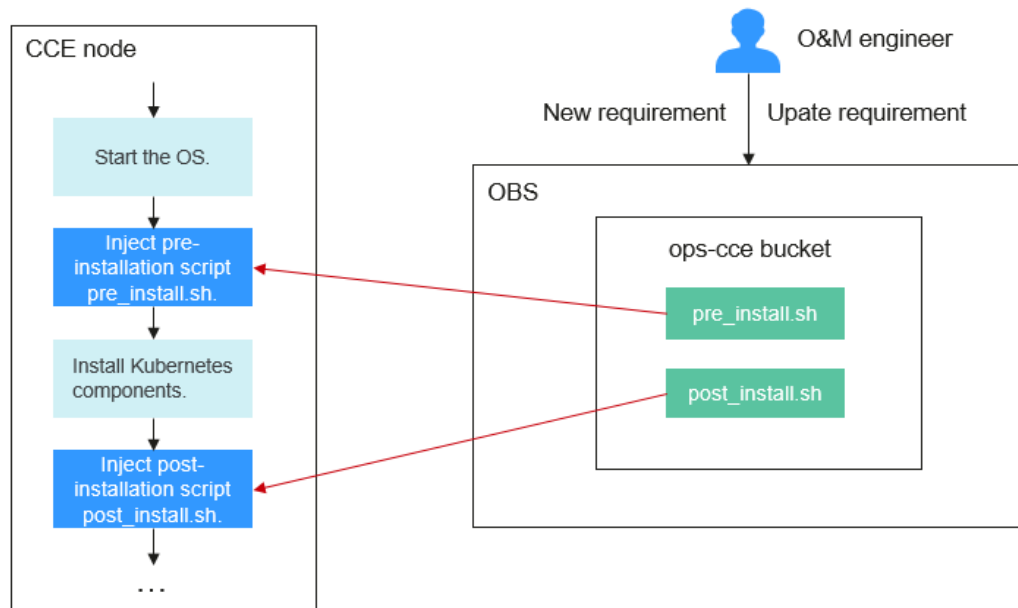 CCE node
Start the OS.
Inject pre-
installation script
pre_install.sh.
Install Kubernetes
components.
Inject post-
installation script
post_install.sh.
...
O&M engineer
New requirement
Upate requirement
OBS
ops-cce bucket
pre_install.sh
post_install.sh